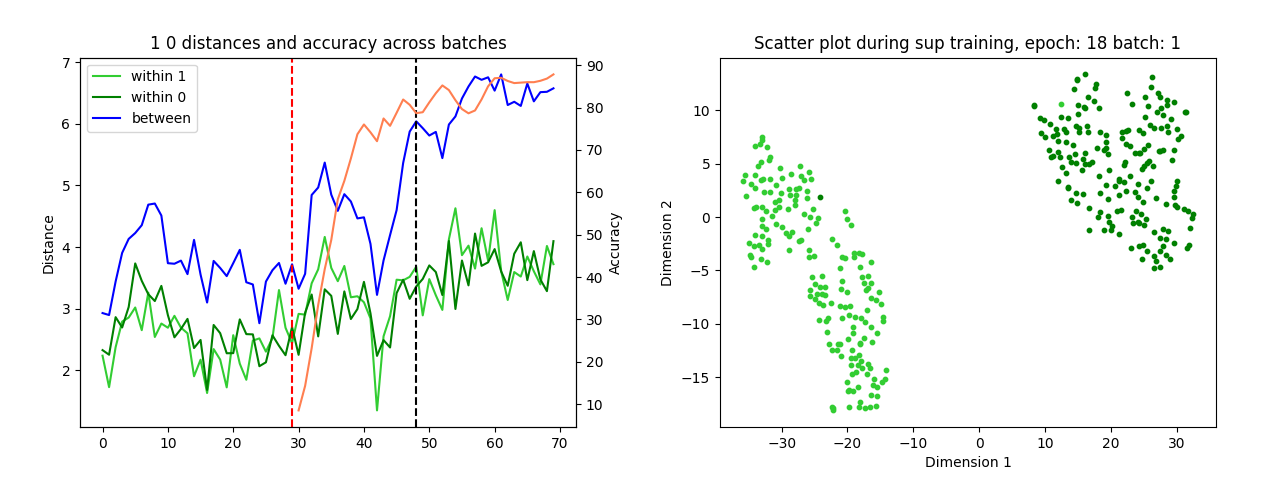 1 0 distances and accuracy across batches
within 1
within 0
between
7
6
5
4
3
2
Distance
90
80
70
60
50
40
30
20
10
Accuracy
0 10 20 30 40 50 60 70
Scatter plot during sup training, epoch: 18 batch: 1
10
5
0
−5
−10
−15
Dimension 2
−30 −20 −10 0 10 20 30
Dimension 1